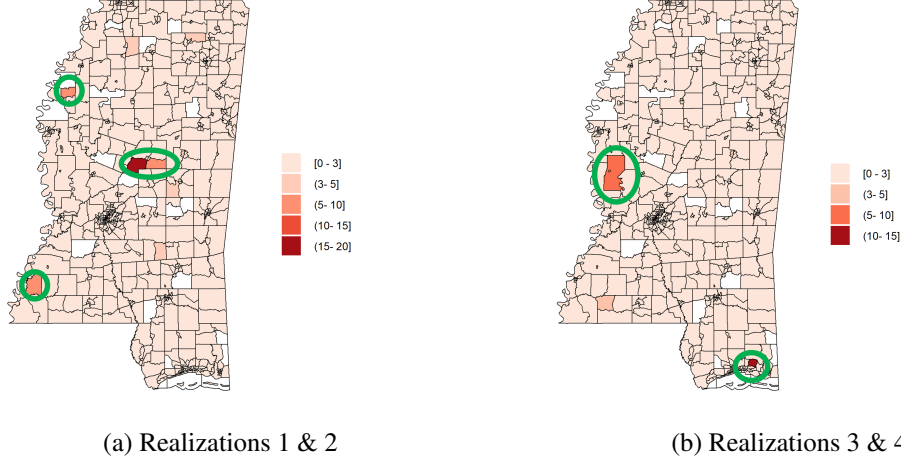 [0 - 3]
(3- 5]
(5- 10]
(10- 15]
(15- 20]
[0 - 3]
(3- 5]
(5- 10]
(10- 15]
(a) Realizations 1 & 2
(b) Realizations 3 & 4